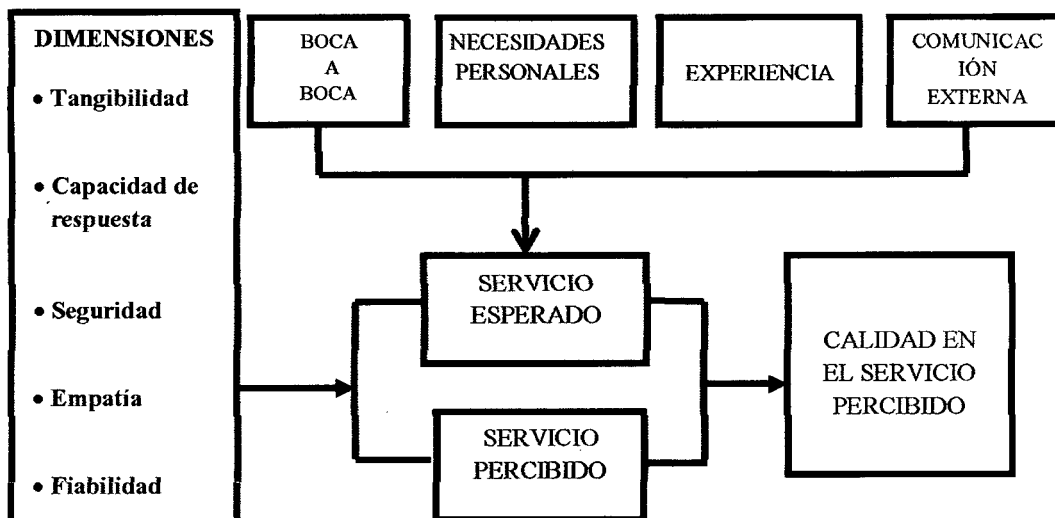 DIMENSIONES
• Tangibilidad
• Capacidad de
respuesta
• Seguridad
• Empatía
• Fiabilidad
BOCA
A
BOCA
NECESIDADES
PERSONALES
EXPERIENCIA
COMUNICAC
IÓN
EXTERNA
SERVICIO
ESPERADO
SERVICIO
PERCIBIDO
CALIDAD EN
EL SERVICIO
PERCIBIDO